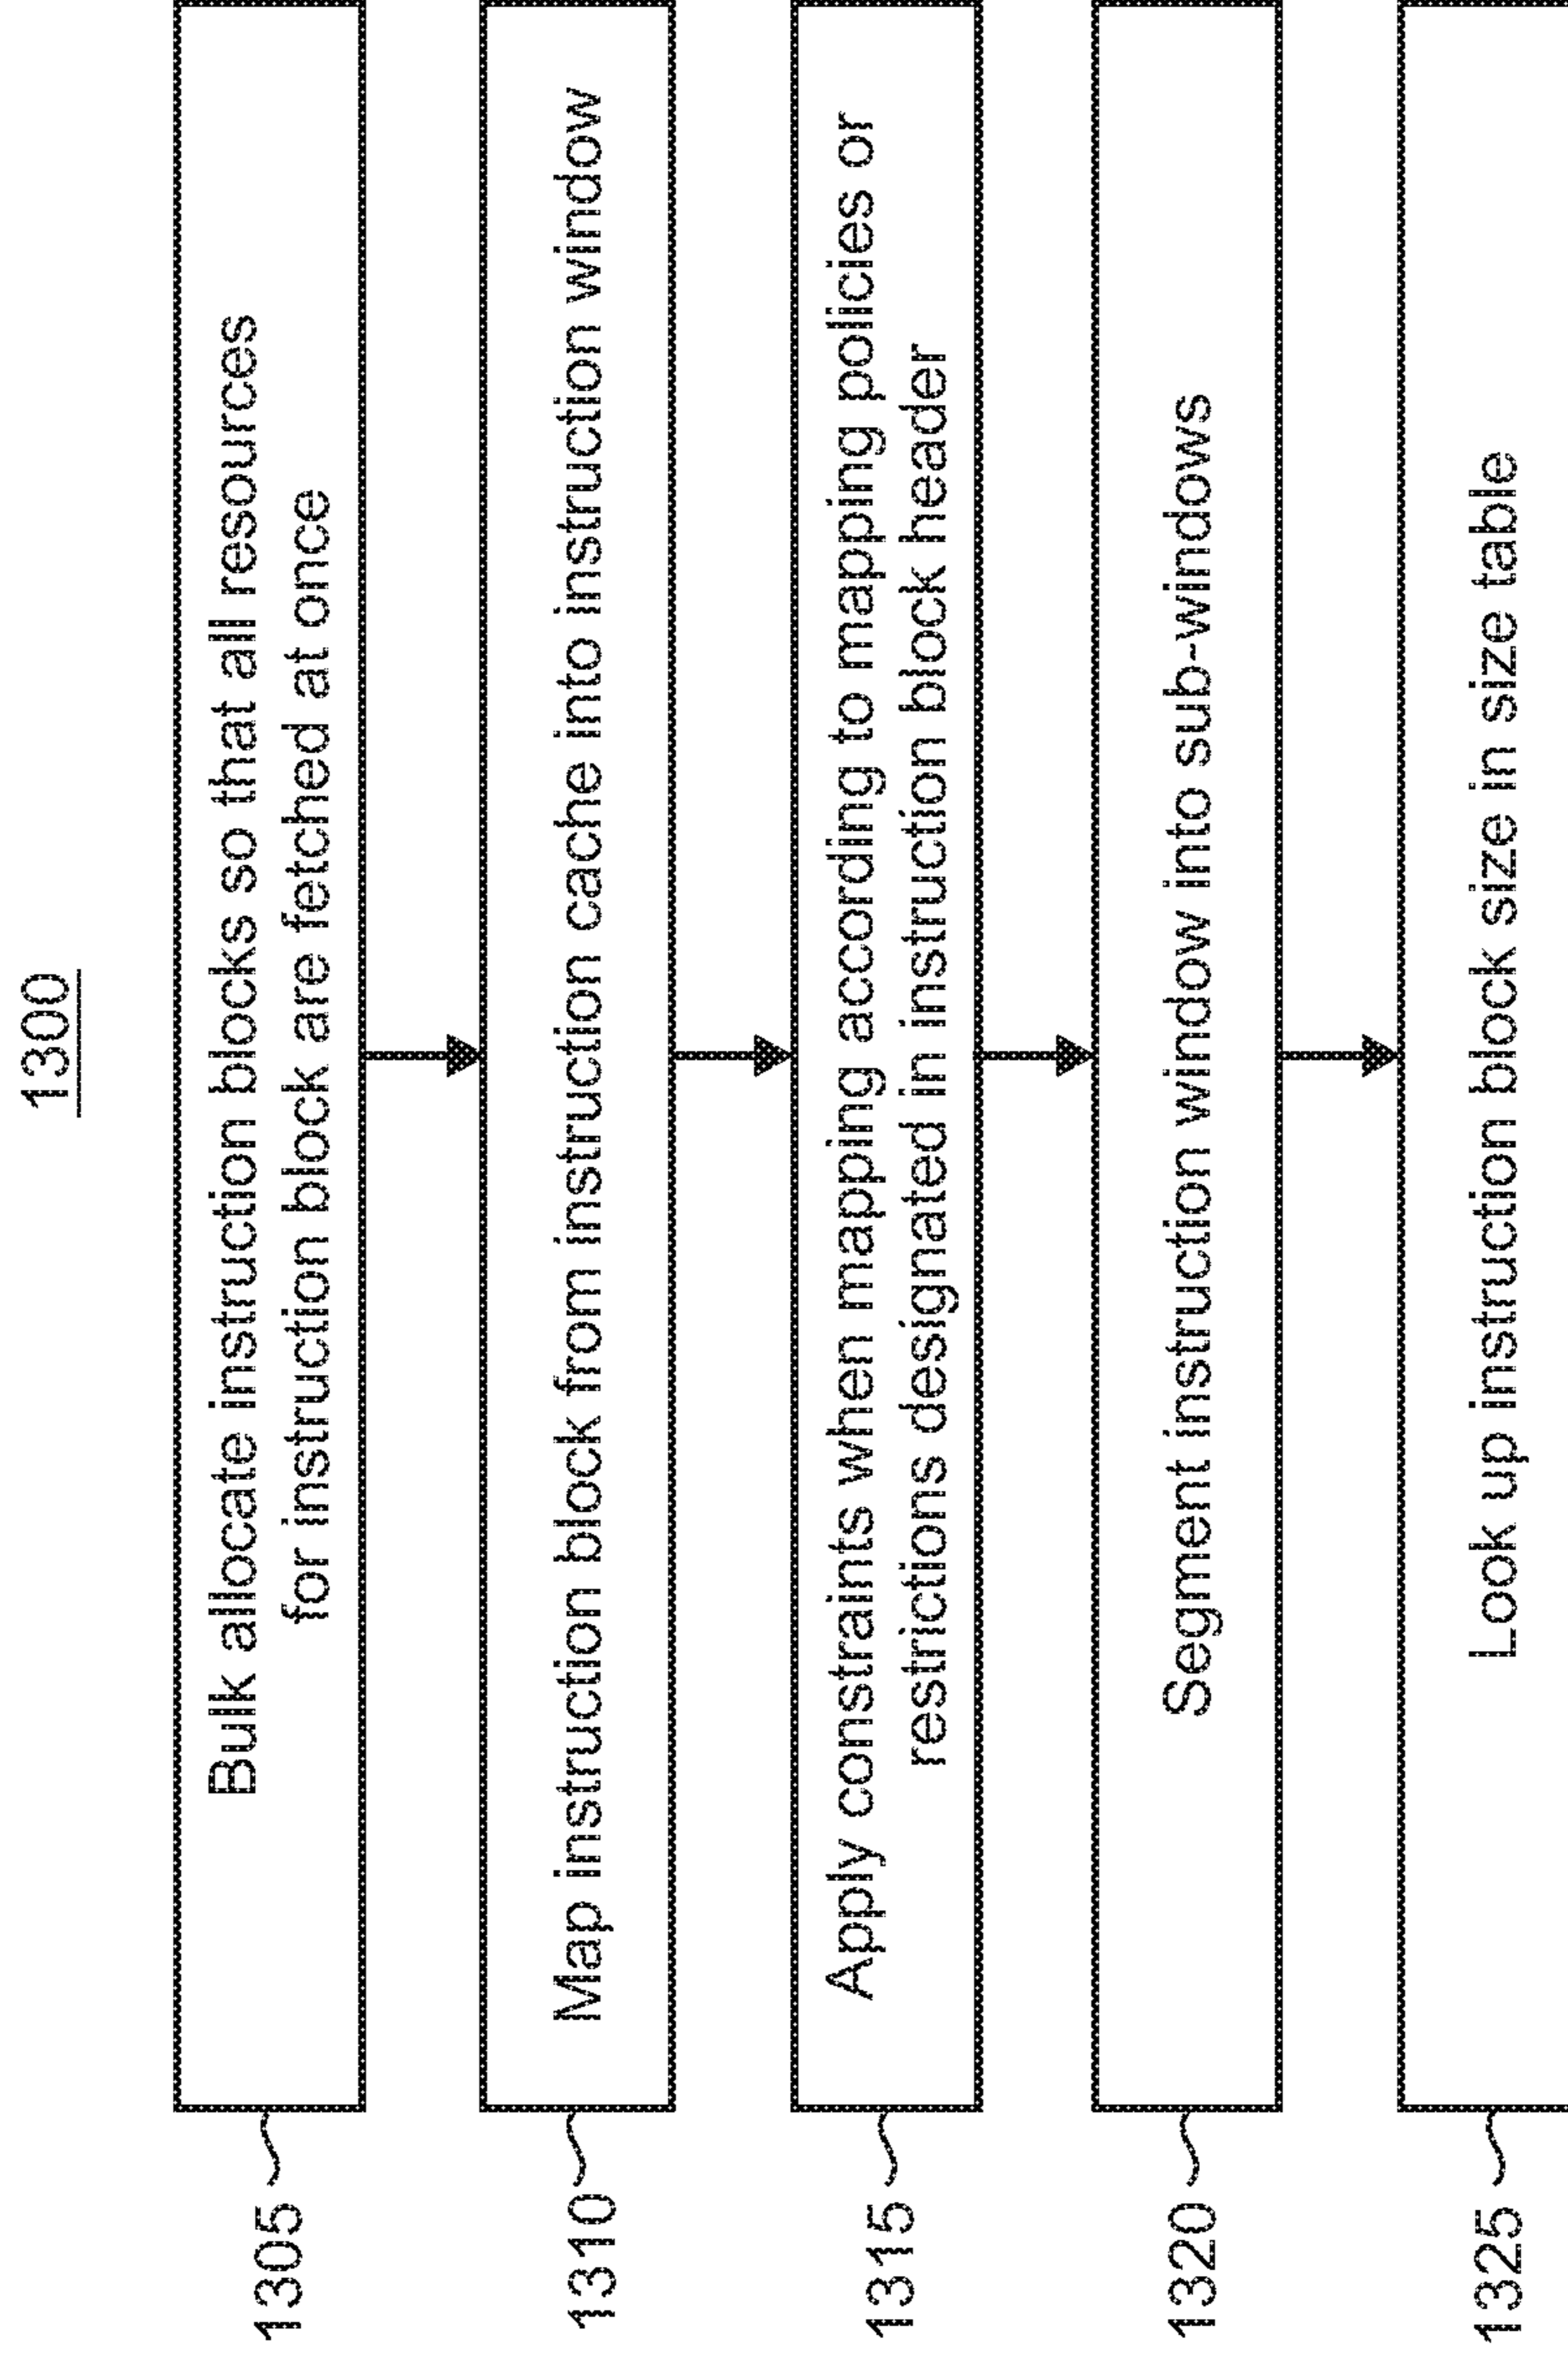 1300
1305
Bulk allocate instruction blocks so that all resources
for instruction block are fetched at once
1310
Map instruction block from instruction cache into instruction window
1315
Apply constraints when mapping according to mapping policies or
restrictions designated in instruction block header
1320
Segment instruction window into sub-windows
1325
Look up instruction block size in size table